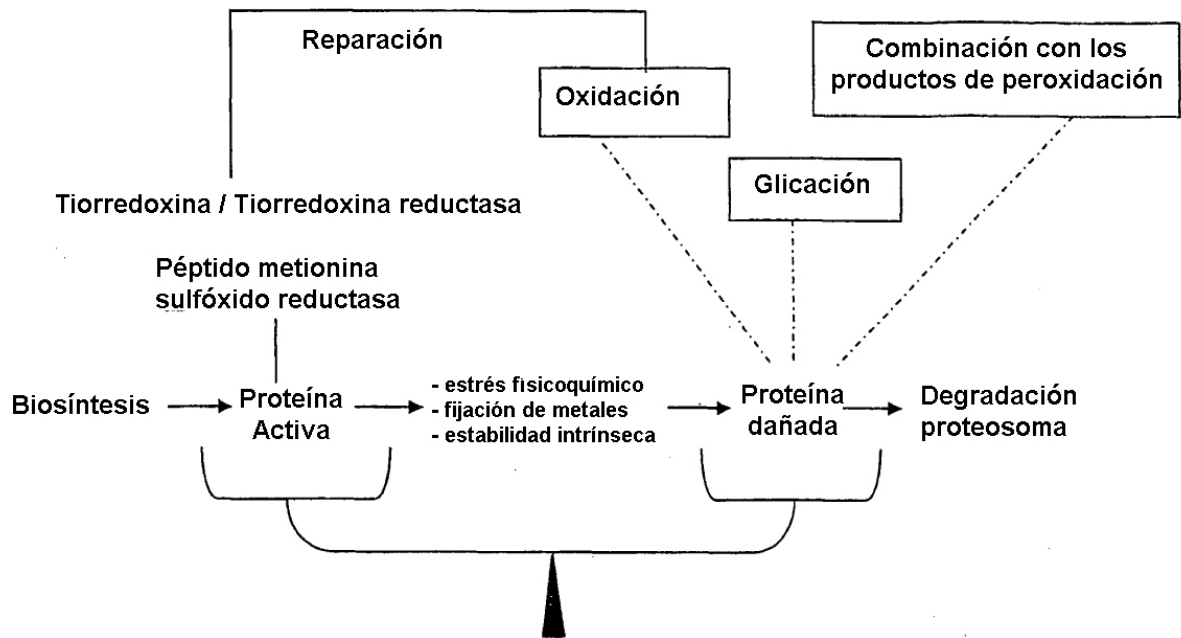 Reparación
Combinación con los
productos de peroxidación
Oxidación
Glicación
Tiorredoxina / Tiorredoxina reductasa
Péptido metionina
sulfóxido reductasa
Biosíntesis
Proteína
Activa
- estrés fisicoquímico
- fijación de metales
- estabilidad intrínseca
Proteína
dañada
Degradación
proteosoma